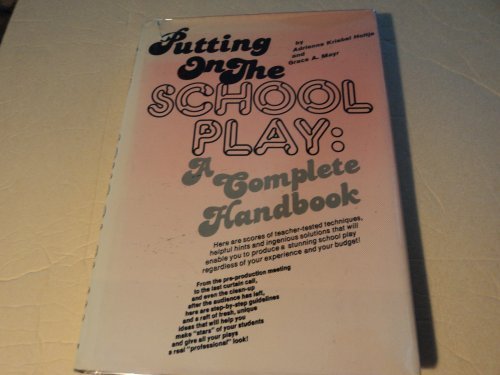 Putting
On The
SCHOOL
PLAY:
A
Complete
Handbook
by
Adrienne Kriebel Holtje
and
Grace A. Mayr
Here are scores of teacher-tested techniques,
helpful hints and ingenious solutions that will
enable you to produce a stunning school play
regardless of your experience and your budget!
From the pre-production meeting
to the last curtain call,
and even the clean-up
after the audience has left,
here are step-by-step guidelines
and a raft of fresh, unique
ideas that will help you
make "stars" of your students
and give all your plays
a real "professional" look!